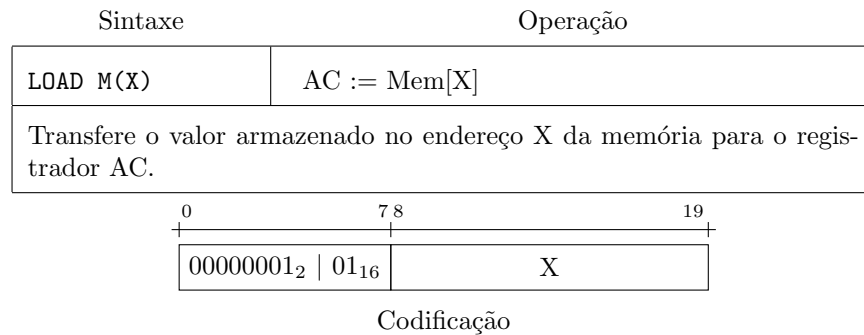 Sintaxe Operação
LOAD M(X) AC := Mem[X]
Transfere o valor armazenado no endereço X da memória para o regis-
trador AC.
0 7 8 19
00000001₂ | 01₁₆ X
Codificação